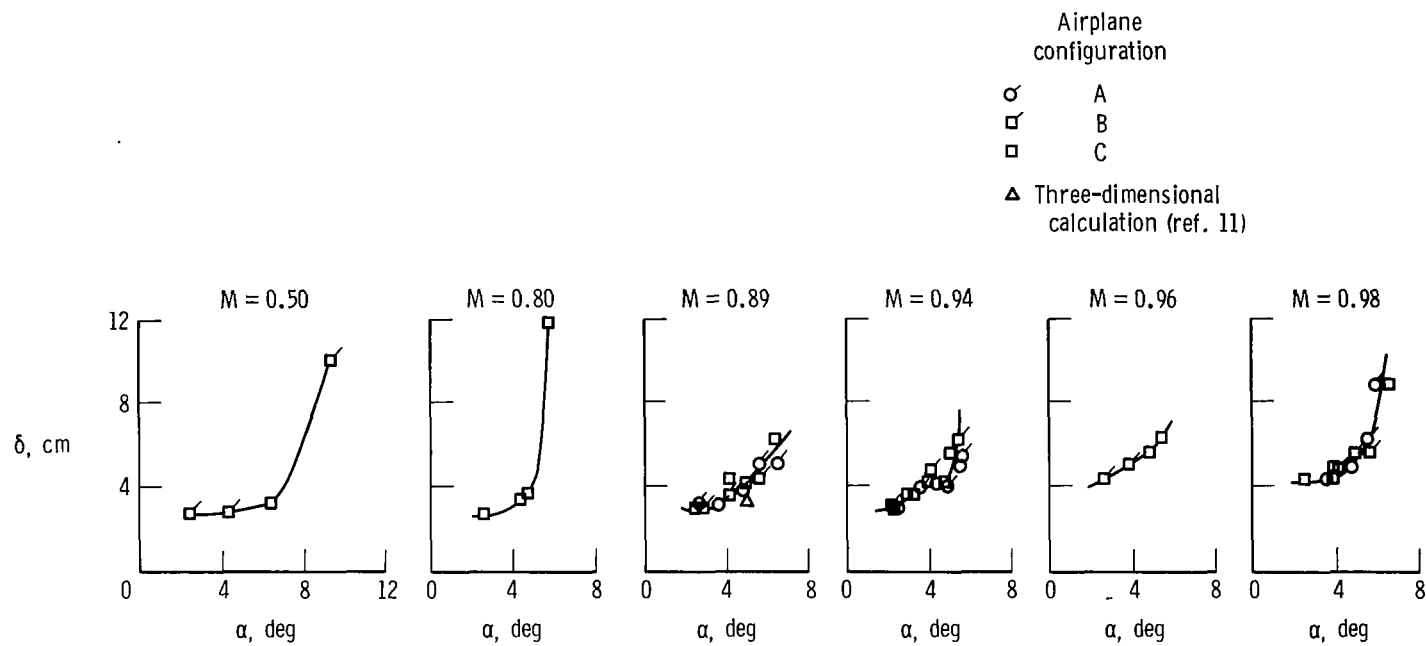 Airplane
configuration
A
B
C
Three-dimensional
calculation (ref. 11)
M = 0.50
M = 0.80
M = 0.89
M = 0.94
M = 0.96
M = 0.98
12
8
δ, cm
4
0 4 8 12
0 4 8
0 4 8
0 4 8
0 4 8
0 4 8
α, deg
α, deg
α, deg
α, deg
α, deg
α, deg